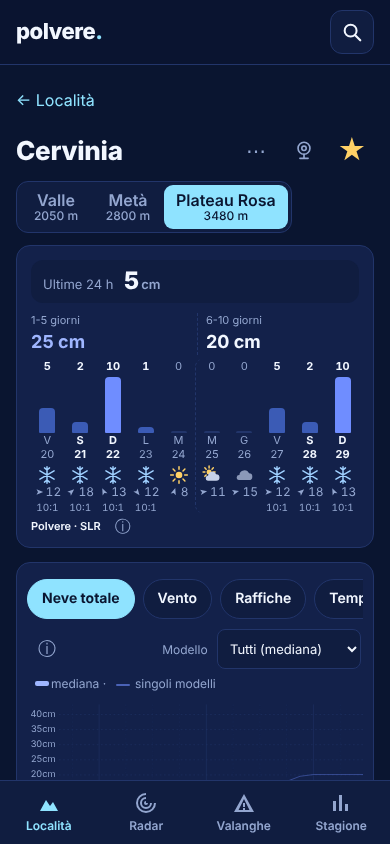 polvere.
← Località
Cervinia
Valle Metà Plateau Rosa
2050 m 2800 m 3480 m
Ultime 24 h 5 cm
1-5 giorni 6-10 giorni
25 cm 20 cm
5 2 10 1 0 0 0 5 2 10
V S D L M M G V S D
20 21 22 23 24 25 26 27 28 29
12 18 13 12 8 11 15 12 18 13
10:1 10:1 10:1 10:1 10:1 10:1 10:1
Polvere · SLR
Neve totale Vento Raffiche Temp
Modello Tutti (mediana)
mediana · singoli modelli
40cm
35cm
30cm
25cm
20cm
Località Radar Valanghe Stagione